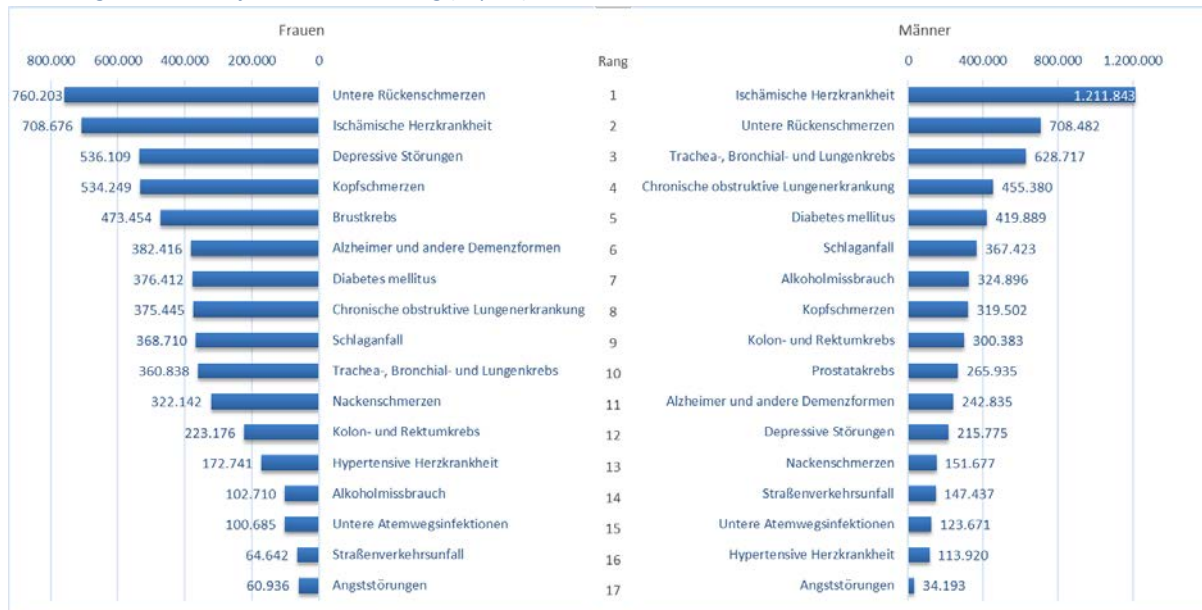 Frauen
Männer
800.000 600.000 400.000 200.000 0
Rang
0 400.000 800.000 1.200.000
760.203 Untere Rückenschmerzen 1 Ischämische Herzkrankheit 1.211.843
708.676 Ischämische Herzkrankheit 2 Untere Rückenschmerzen 708.482
536.109 Depressive Störungen 3 Trachea-, Bronchial- und Lungenkrebs 628.717
534.249 Kopfschmerzen 4 Chronische obstruktive Lungenerkrankung 455.380
473.454 Brustkrebs 5 Diabetes mellitus 419.889
382.416 Alzheimer und andere Demenzformen 6 Schlaganfall 367.423
376.412 Diabetes mellitus 7 Alkoholmissbrauch 324.896
375.445 Chronische obstruktive Lungenerkrankung 8 Kopfschmerzen 319.502
368.710 Schlaganfall 9 Kolon- und Rektumkrebs 300.383
360.838 Trachea-, Bronchial- und Lungenkrebs 10 Prostatakrebs 265.935
322.142 Nackenschmerzen 11 Alzheimer und andere Demenzformen 242.835
223.176 Kolon- und Rektumkrebs 12 Depressive Störungen 215.775
172.741 Hypertensive Herzkrankheit 13 Nackenschmerzen 151.677
102.710 Alkoholmissbrauch 14 Straßenverkehrsunfall 147.437
100.685 Untere Atemwegsinfektionen 15 Untere Atemwegsinfektionen 123.671
64.642 Straßenverkehrsunfall 16 Hypertensive Herzkrankheit 113.920
60.936 Angststörungen 17 Angststörungen 34.193